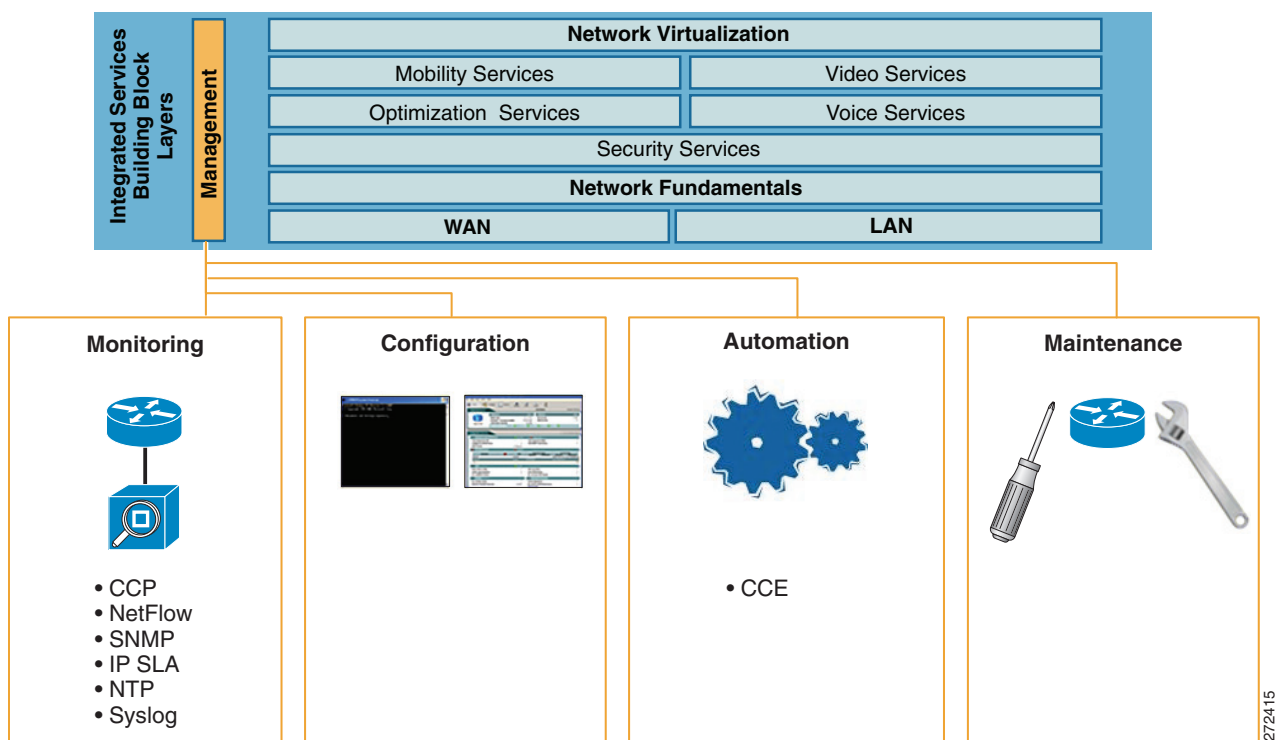 Integrated Services
Building Block
Layers
Management
Network Virtualization
Mobility Services
Video Services
Optimization Services
Voice Services
Security Services
Network Fundamentals
WAN
LAN
Monitoring
• CCP
• NetFlow
• SNMP
• IP SLA
• NTP
• Syslog
Configuration
Automation
• CCE
Maintenance
272415